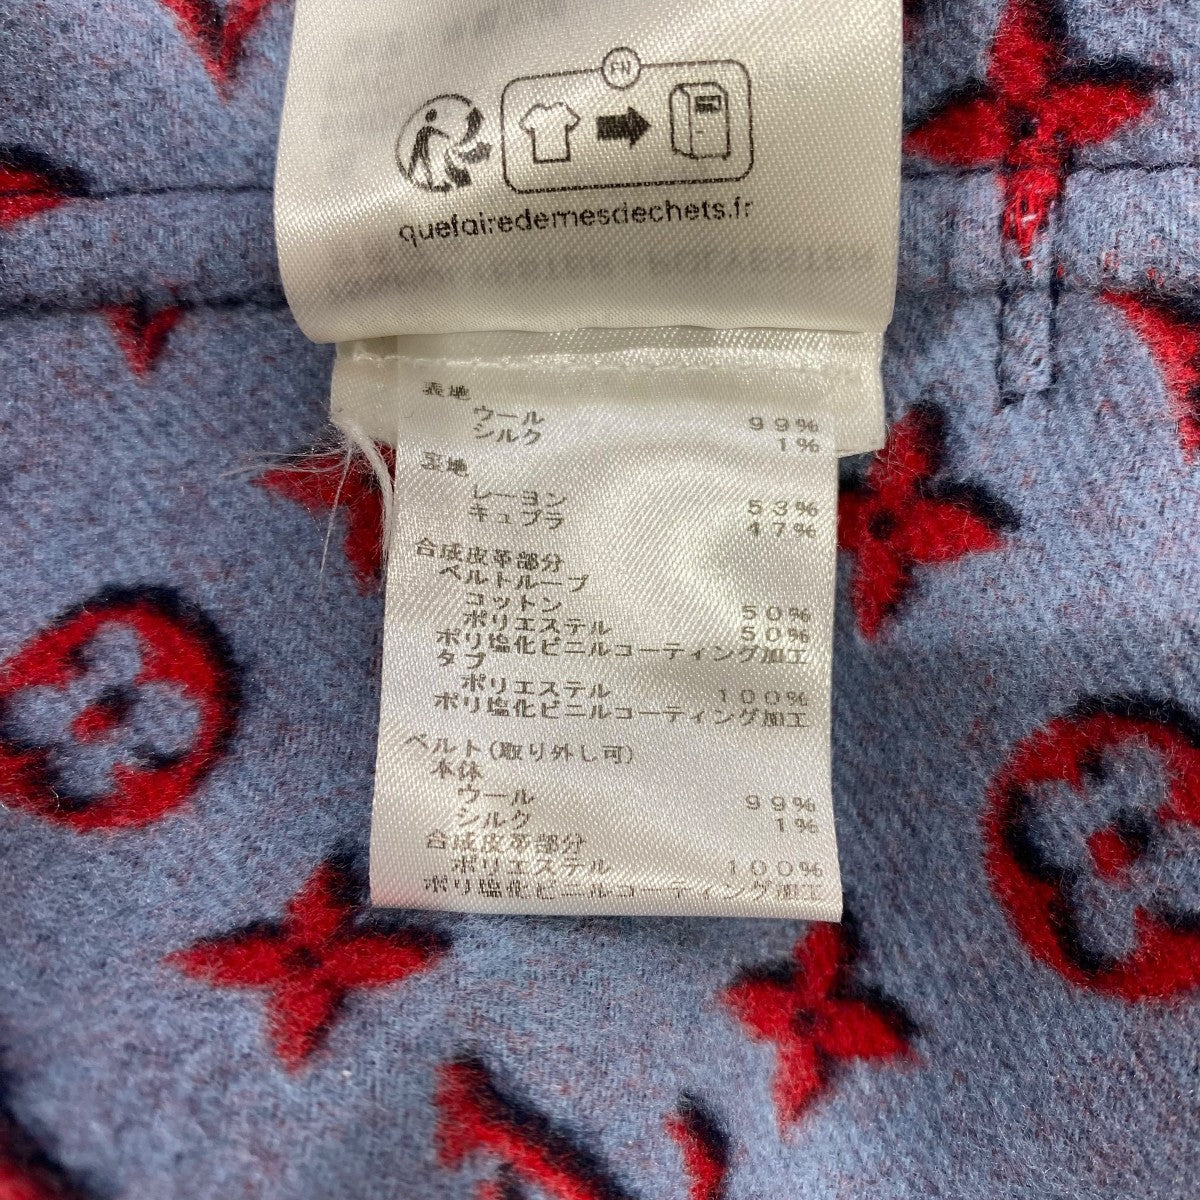 FR
quefairedemesdechets.fr
表地
ウール 99%
シルク 1%
宝地
レーヨン 53%
キュプラ 47%
合成皮革部分
ベルトループ
コットン 50%
ポリエステル 50%
ポリ塩化ビニルコーティング加工
タブ
ポリエステル 100%
ポリ塩化ビニルコーティング加工
ベルト(取り外し可)
本体
ウール 99%
シルク 1%
合成皮革部分
ポリエステル 100%
ポリ塩化ビニルコーティング加工